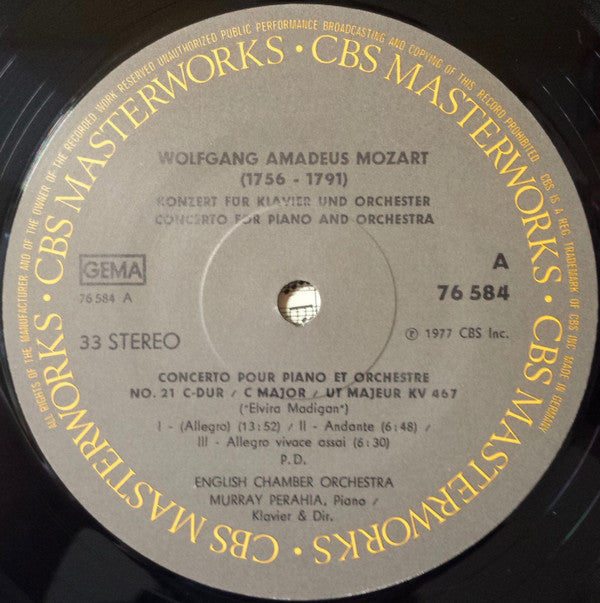 ALL RIGHTS OF THE MANUFACTURER AND OF THE OWNER OF THE RECORDED WORK RESERVED UNAUTHORIZED PUBLIC PERFORMANCE BROADCASTING AND COPYING OF THIS RECORD PROHIBITED CBS IS A REG. TRADEMARK OF CBS INC MADE IN GERMANY
CBS MASTERWORKS · CBS MASTERWORKS · CBS MASTERWORKS · CBS MASTERWORKS ·
WOLFGANG AMADEUS MOZART
(1756 - 1791)
KONZERT FÜR KLAVIER UND ORCHESTER
CONCERTO FOR PIANO AND ORCHESTRA
GEMA
76 584 A
A
76 584
33 STEREO
℗ 1977 CBS Inc.
CONCERTO POUR PIANO ET ORCHESTRE
NO. 21 C-DUR / C MAJOR / UT MAJEUR KV 467
("Elvira Madigan")
I - (Allegro) (13:52) / II - Andante (6:48) /
III - Allegro vivace assai (6:30)
P.D.
ENGLISH CHAMBER ORCHESTRA
MURRAY PERAHIA, Piano /
Klavier & Dir.